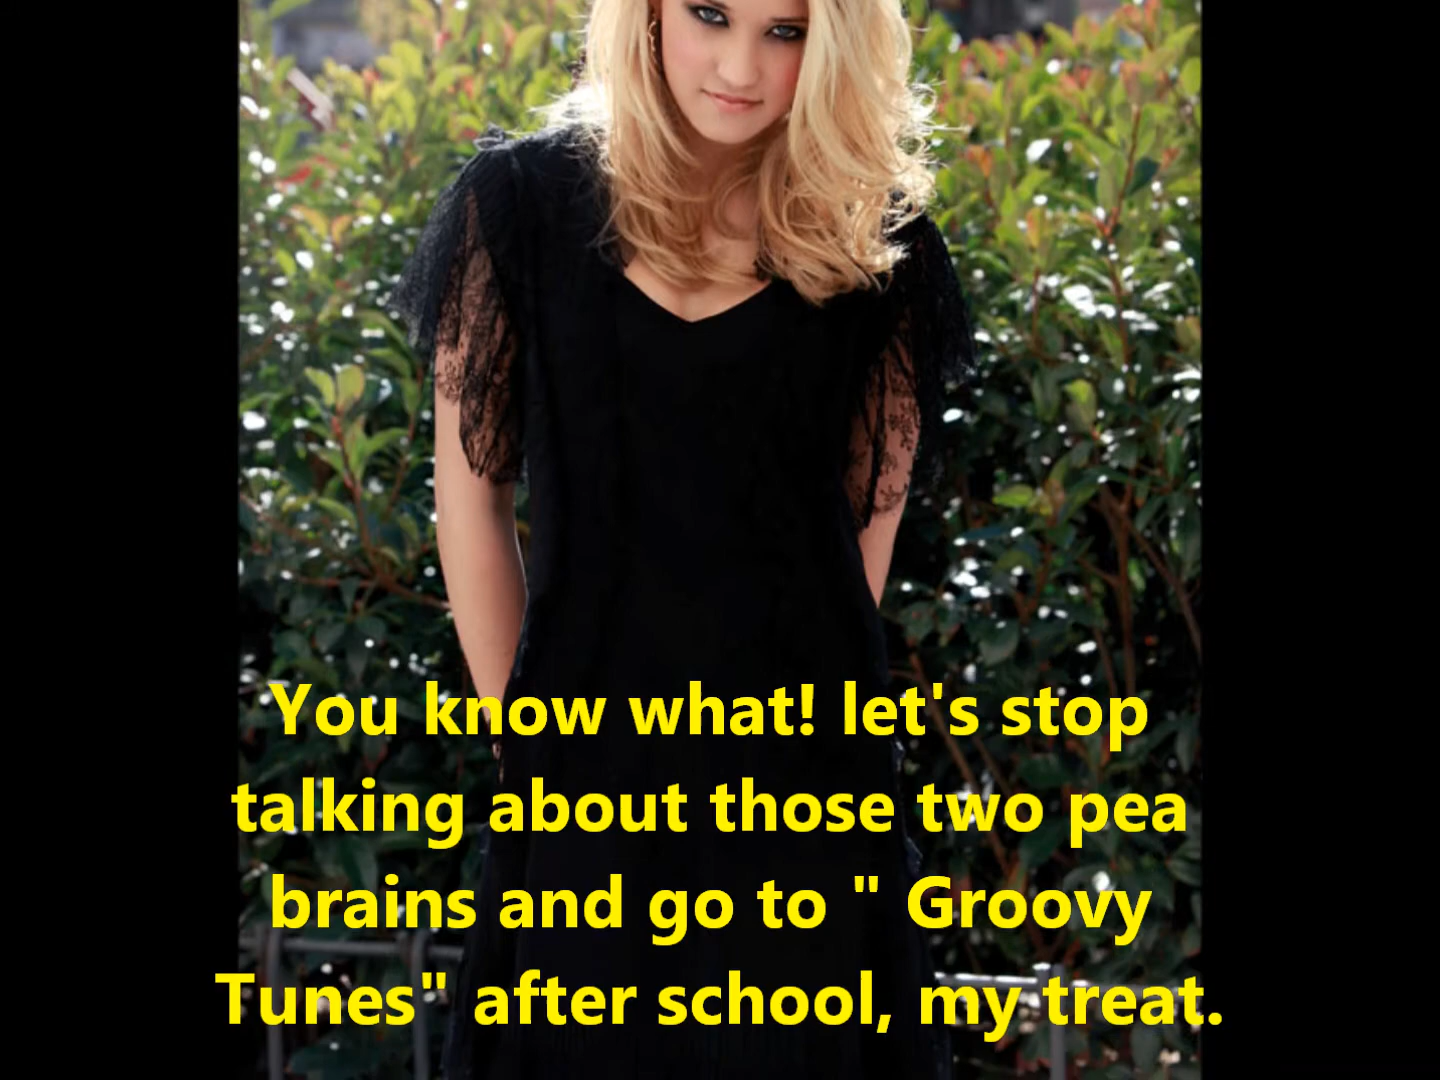 You know what! let's stop
talking about those two pea
brains and go to " Groovy
Tunes" after school, my treat.